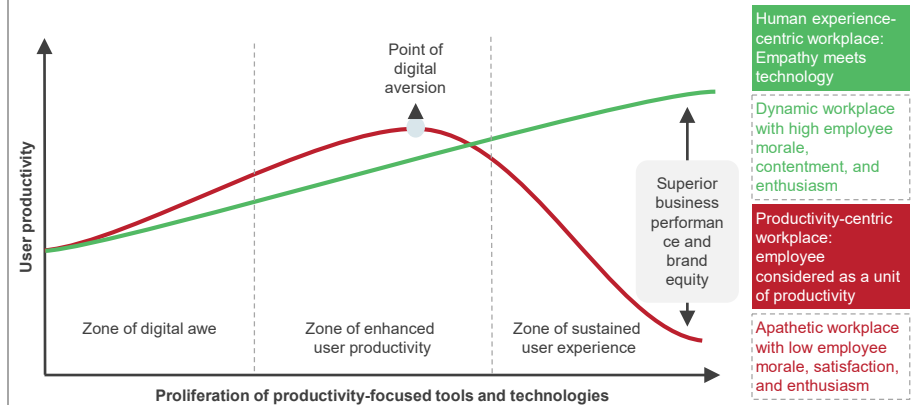 Point of
digital
aversion
User productivity
Zone of digital awe
Zone of enhanced
user productivity
Zone of sustained
user experience
Superior
business
performan
ce and
brand
equity
Proliferation of productivity-focused tools and technologies
Human experience-
centric workplace:
Empathy meets
technology
Dynamic workplace
with high employee
morale,
contentment, and
enthusiasm
Productivity-centric
workplace:
employee
considered as a unit
of productivity
Apathetic workplace
with low employee
morale, satisfaction,
and enthusiasm